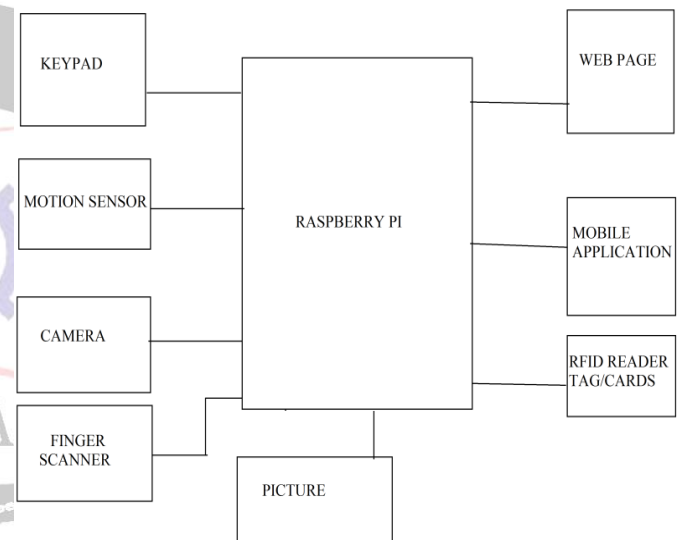 KEYPAD
WEB PAGE
MOTION SENSOR
RASPBERRY PI
MOBILE
APPLICATION
CAMERA
RFID READER
TAG/CARDS
FINGER
SCANNER
PICTURE